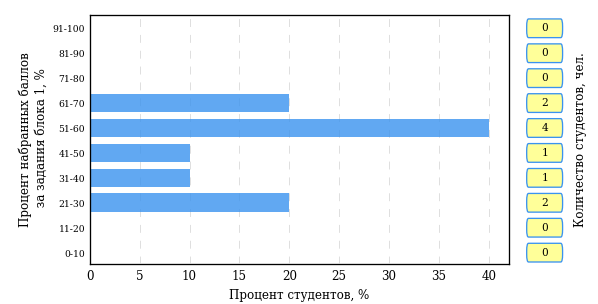 Процент набранных баллов
за задания блока 1, %
91-100 0
81-90 0
71-80 0
61-70 2
51-60 4
41-50 1
31-40 1
21-30 2
11-20 0
0-10 0
Количество студентов, чел.
0 5 10 15 20 25 30 35 40
Процент студентов, %